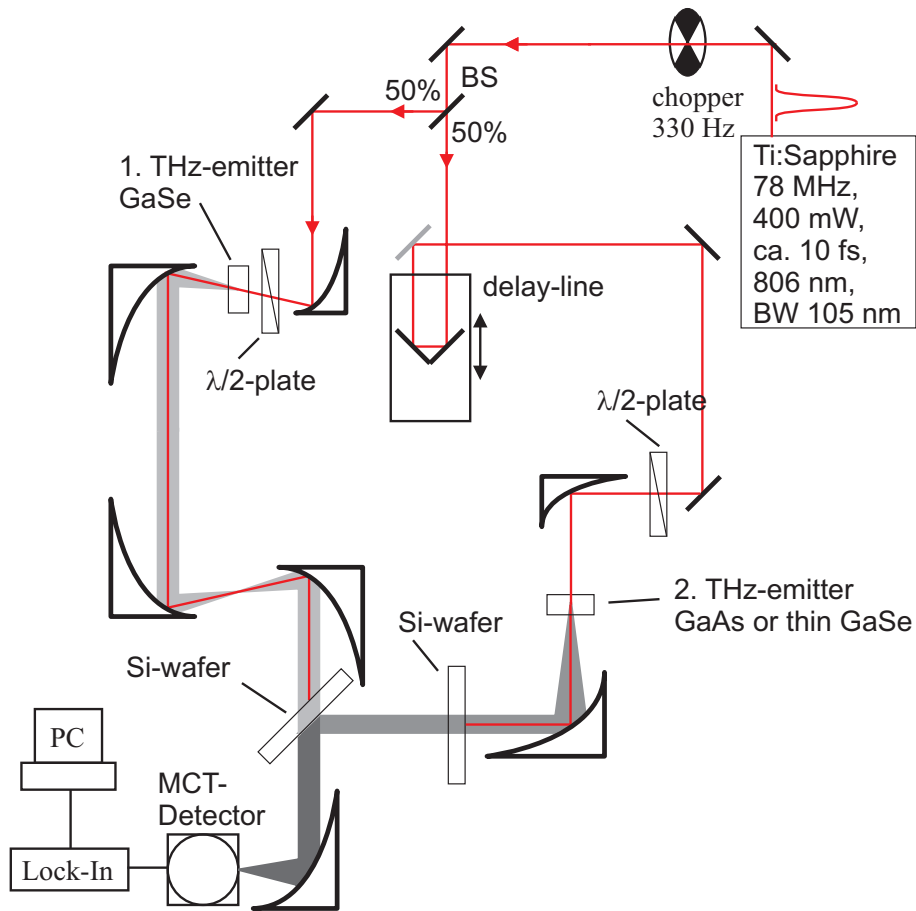 BS
50%
50%
chopper
330 Hz
Ti:Sapphire
78 MHz,
400 mW,
ca. 10 fs,
806 nm,
BW 105 nm
1. THz-emitter
GaSe
λ/2-plate
delay-line
λ/2-plate
2. THz-emitter
GaAs or thin GaSe
Si-wafer
Si-wafer
PC
MCT-
Detector
Lock-In